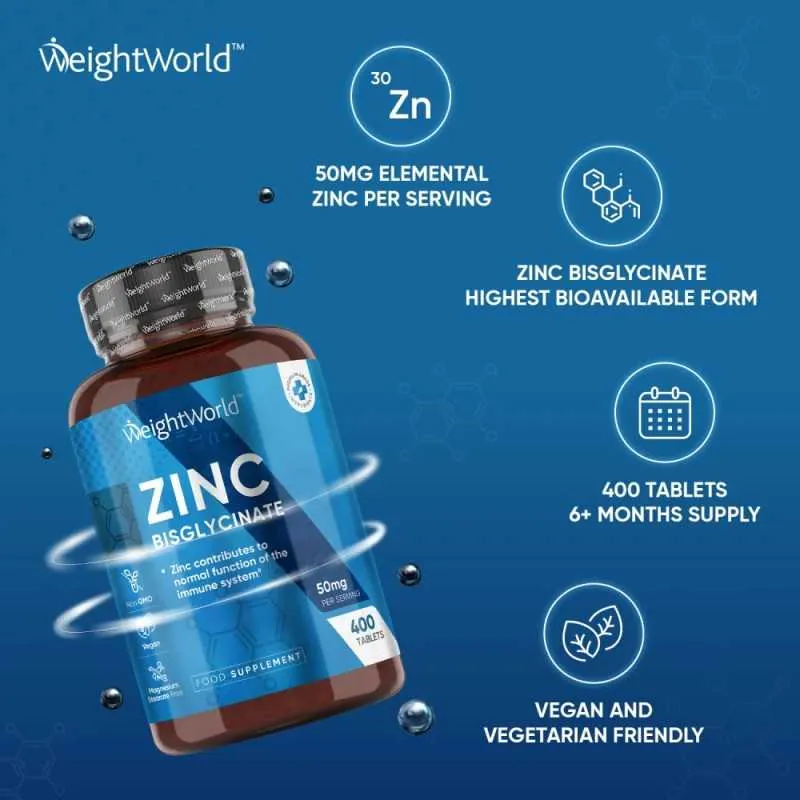 WeightWorld™
30
Zn
50MG ELEMENTAL
ZINC PER SERVING
ZINC BISGLYCINATE
HIGHEST BIOAVAILABLE FORM
400 TABLETS
6+ MONTHS SUPPLY
VEGAN AND
VEGETARIAN FRIENDLY
WeightWorld™
WeightWorld™
ZINC
BISGLYCINATE
• Zinc contributes to
normal function of the
immune system*
Non GMO
Vegan
Magnesium
Stearate Free
50mg
PER SERVING
400
TABLETS
FOOD SUPPLEMENT